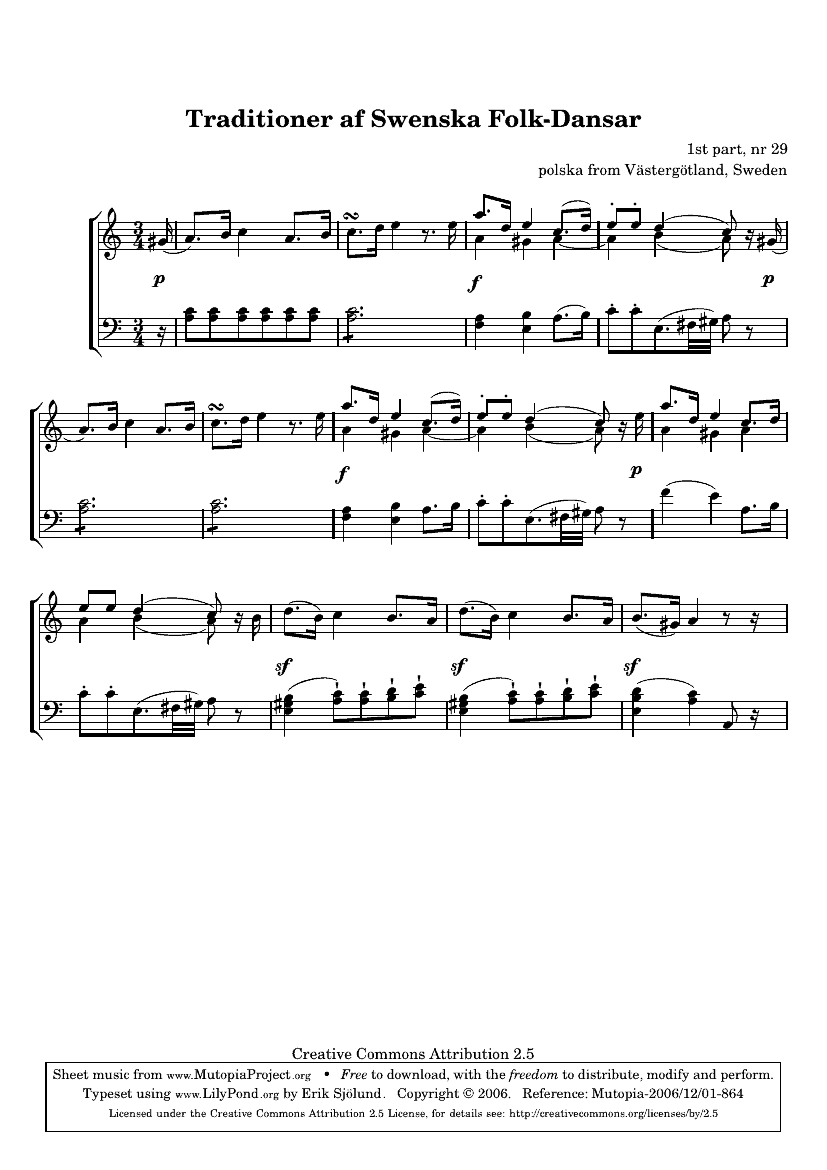 Traditioner af Swenska Folk-Dansar
1st part, nr 29
polska from Västergötland, Sweden
p
f
p
f
p
sf sf sf
Creative Commons Attribution 2.5
Sheet music from www.MutopiaProject.org • Free to download, with the freedom to distribute, modify and perform.
Typeset using www.LilyPond.org by Erik Sjölund. Copyright © 2006. Reference: Mutopia-2006/12/01-864
Licensed under the Creative Commons Attribution 2.5 License, for details see: http://creativecommons.org/licenses/by/2.5